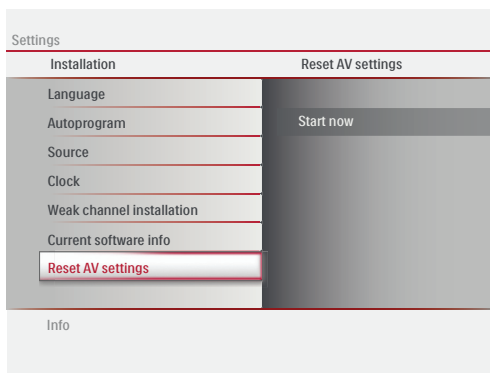 Settings
Installation
Reset AV settings
Language
Autoprogram
Start now
Source
Clock
Weak channel installation
Current software info
Reset AV settings
Info